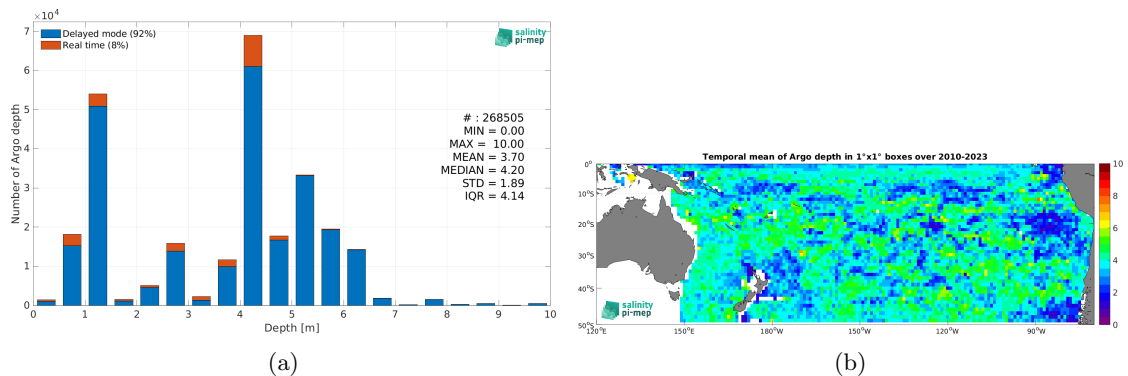 ×10⁴
7
6
5
4
3
2
1
0
Number of Argo depth
Delayed mode (92%)
Real time (8%)
salinity
pi-mep
# : 268505
MIN = 0.00
MAX = 10.00
MEAN = 3.70
MEDIAN = 4.20
STD = 1.89
IQR = 4.14
0 1 2 3 4 5 6 7 8 9 10
Depth [m]
(a)
Temporal mean of Argo depth in 1°x1° boxes over 2010-2023
0°
10°S
20°S
30°S
40°S
50°S
120°W 150°W 180°W 150°W 120°W 90°W
salinity
pi-mep
10
8
6
4
2
0
(b)